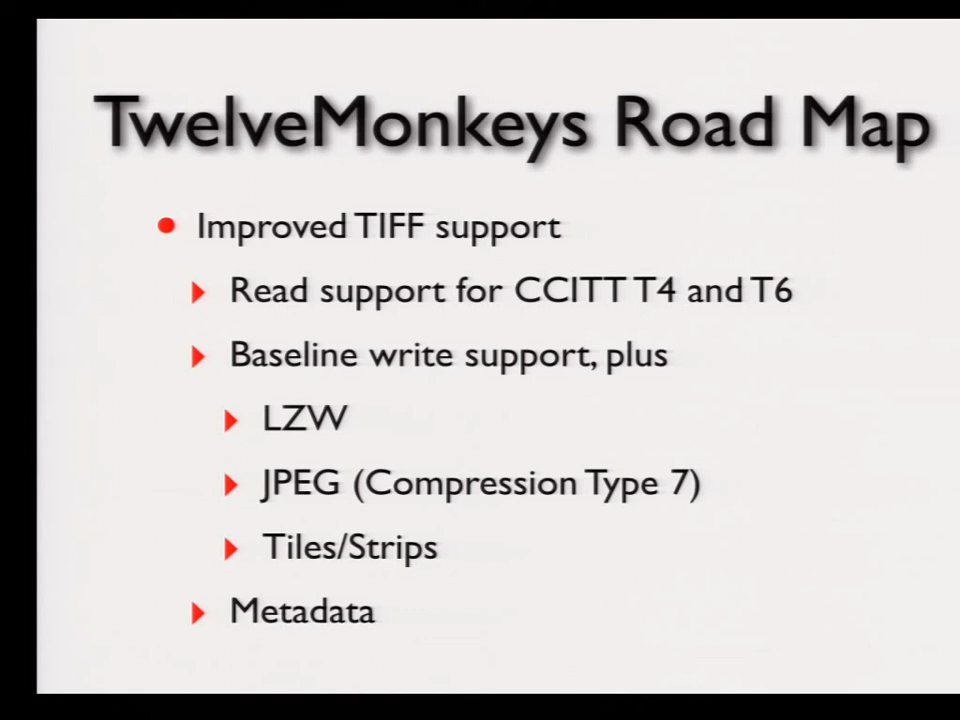 TwelveMonkeys Road Map
Improved TIFF support
Read support for CCITT T4 and T6
Baseline write support, plus
LZW
JPEG (Compression Type 7)
Tiles/Strips
Metadata